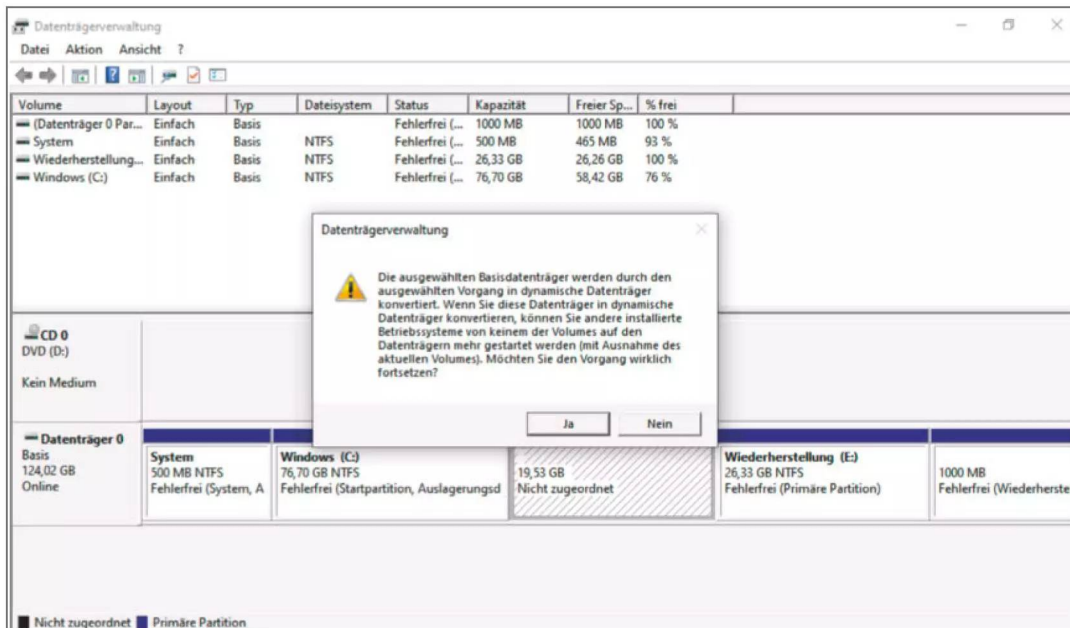 Datenträgerverwaltung
Datei Aktion Ansicht ?
Volume Layout Typ Dateisystem Status Kapazität Freier Sp... % frei
(Datenträger 0 Par... Einfach Basis Fehlerfrei (... 1000 MB 1000 MB 100 %
System Einfach Basis NTFS Fehlerfrei (... 500 MB 465 MB 93 %
Wiederherstellung... Einfach Basis NTFS Fehlerfrei (... 26,33 GB 26,26 GB 100 %
Windows (C:) Einfach Basis NTFS Fehlerfrei (... 76,70 GB 58,42 GB 76 %
Datenträgerverwaltung
Die ausgewählten Basisdatenträger werden durch den
ausgewählten Vorgang in dynamische Datenträger
konvertiert. Wenn Sie diese Datenträger in dynamische
Datenträger konvertieren, können Sie andere installierte
Betriebssysteme von keinem der Volumes auf den
Datenträgern mehr gestartet werden (mit Ausnahme des
aktuellen Volumes). Möchten Sie den Vorgang wirklich
fortsetzen?
Ja Nein
CD 0
DVD (D:)
Kein Medium
Datenträger 0
Basis
124,02 GB
Online
System
500 MB NTFS
Fehlerfrei (System, A
Windows (C:)
76,70 GB NTFS
Fehlerfrei (Startpartition, Auslagerungsd
19,53 GB
Nicht zugeordnet
Wiederherstellung (E:)
26,33 GB NTFS
Fehlerfrei (Primäre Partition)
1000 MB
Fehlerfrei (Wiederherste
Nicht zugeordnet Primäre Partition